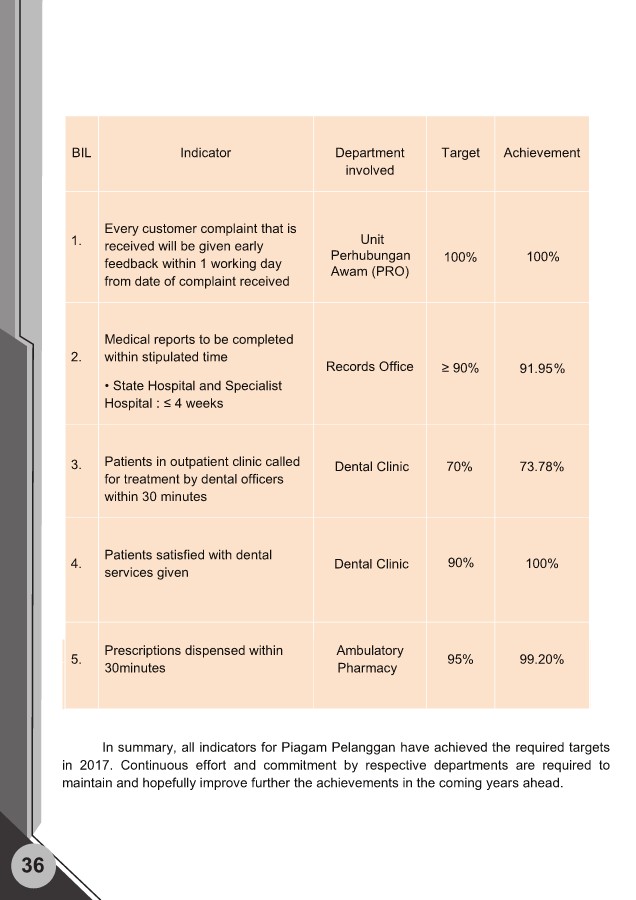 BIL
Indicator
Department
involved
Target
Achievement
1.
Every customer complaint that is
received will be given early
feedback within 1 working day
from date of complaint received
Unit
Perhubungan
Awam (PRO)
100%
100%
2.
Medical reports to be completed
within stipulated time
• State Hospital and Specialist
Hospital : ≤ 4 weeks
Records Office
≥ 90%
91.95%
3.
Patients in outpatient clinic called
for treatment by dental officers
within 30 minutes
Dental Clinic
70%
73.78%
4.
Patients satisfied with dental
services given
Dental Clinic
90%
100%
5.
Prescriptions dispensed within
30minutes
Ambulatory
Pharmacy
95%
99.20%
In summary, all indicators for Piagam Pelanggan have achieved the required targets
in 2017. Continuous effort and commitment by respective departments are required to
maintain and hopefully improve further the achievements in the coming years ahead.
36